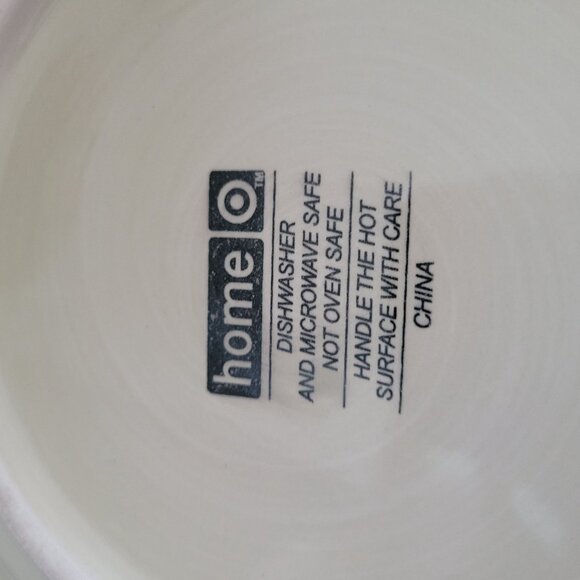 home
TM
DISHWASHER
AND MICROWAVE SAFE
NOT OVEN SAFE
HANDLE THE HOT
SURFACE WITH CARE
CHINA